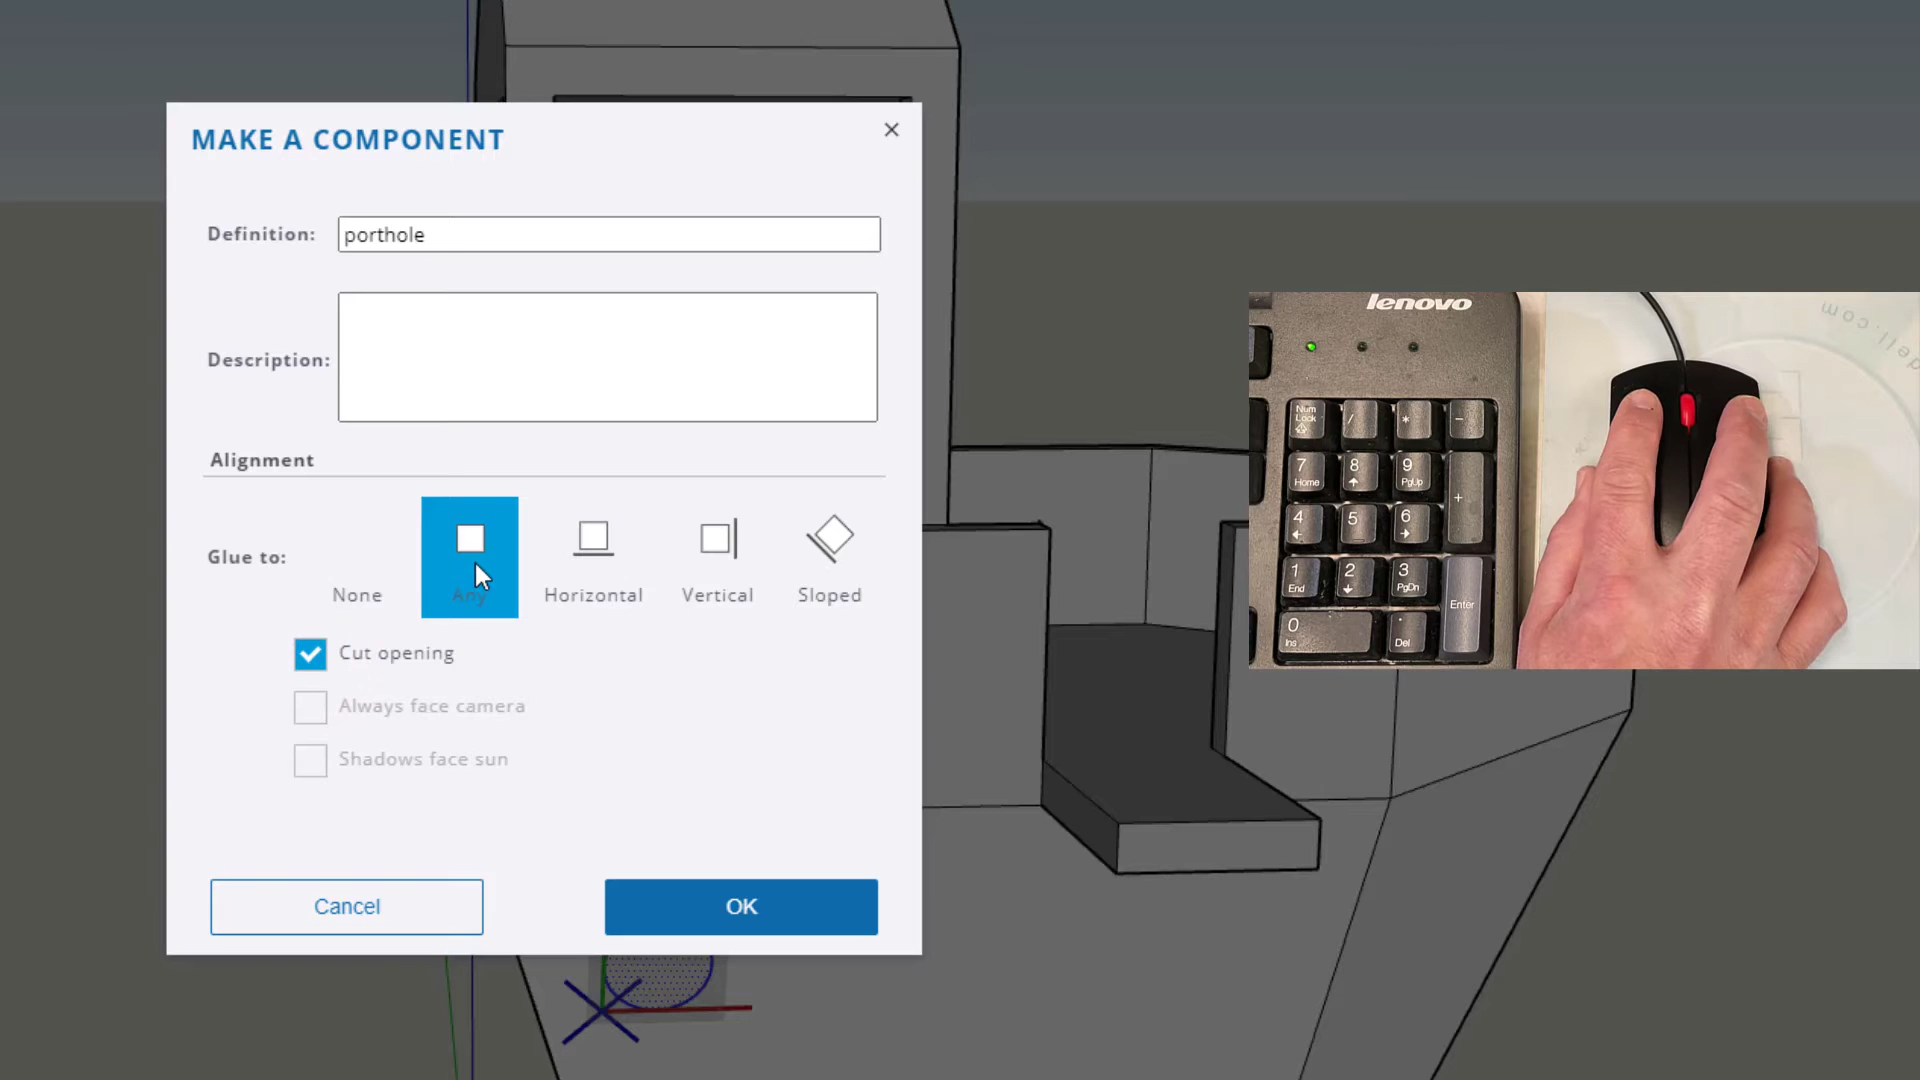 MAKE A COMPONENT
Definition: porthole
Description:
Alignment
Glue to:
None Any Horizontal Vertical Sloped
Cut opening
Always face camera
Shadows face sun
Cancel OK
lenovo
Num Lock / * -
7 Home 8 9 PgUp +
4 5 6
1 End 2 3 PgDn Enter
0 Ins . Del